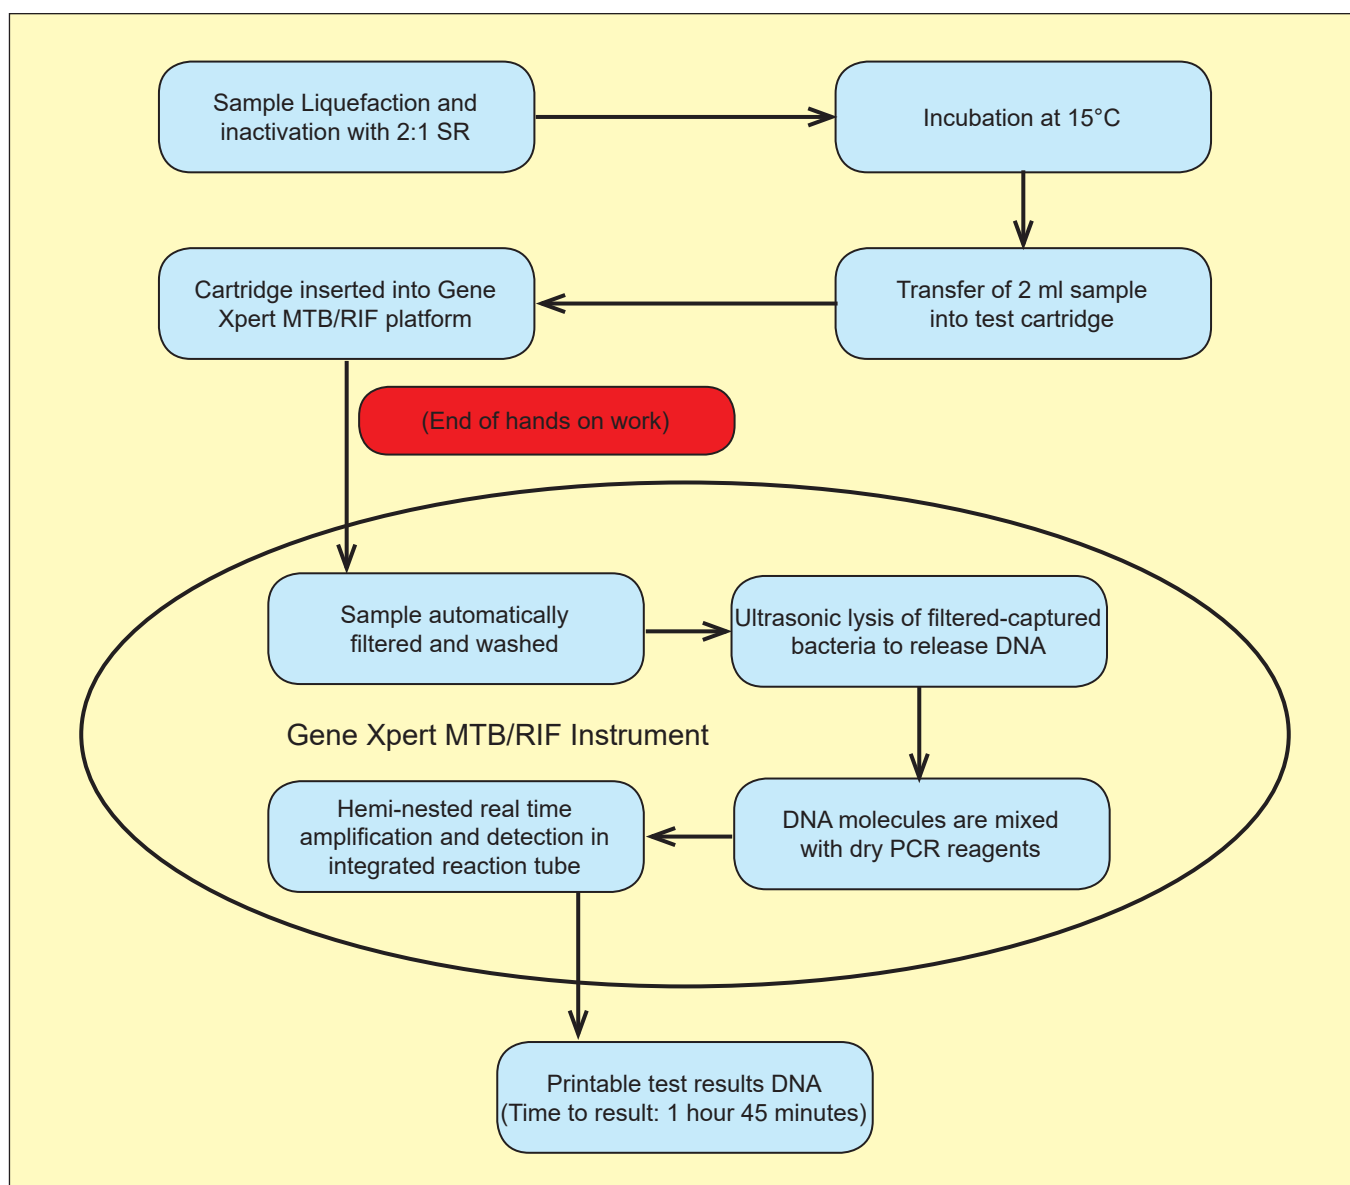 Sample Liquefaction and
inactivation with 2:1 SR
Incubation at 15°C
Transfer of 2 ml sample
into test cartridge
Cartridge inserted into Gene
Xpert MTB/RIF platform
(End of hands on work)
Sample automatically
filtered and washed
Ultrasonic lysis of filtered-captured
bacteria to release DNA
Gene Xpert MTB/RIF Instrument
DNA molecules are mixed
with dry PCR reagents
Hemi-nested real time
amplification and detection in
integrated reaction tube
Printable test results DNA
(Time to result: 1 hour 45 minutes)